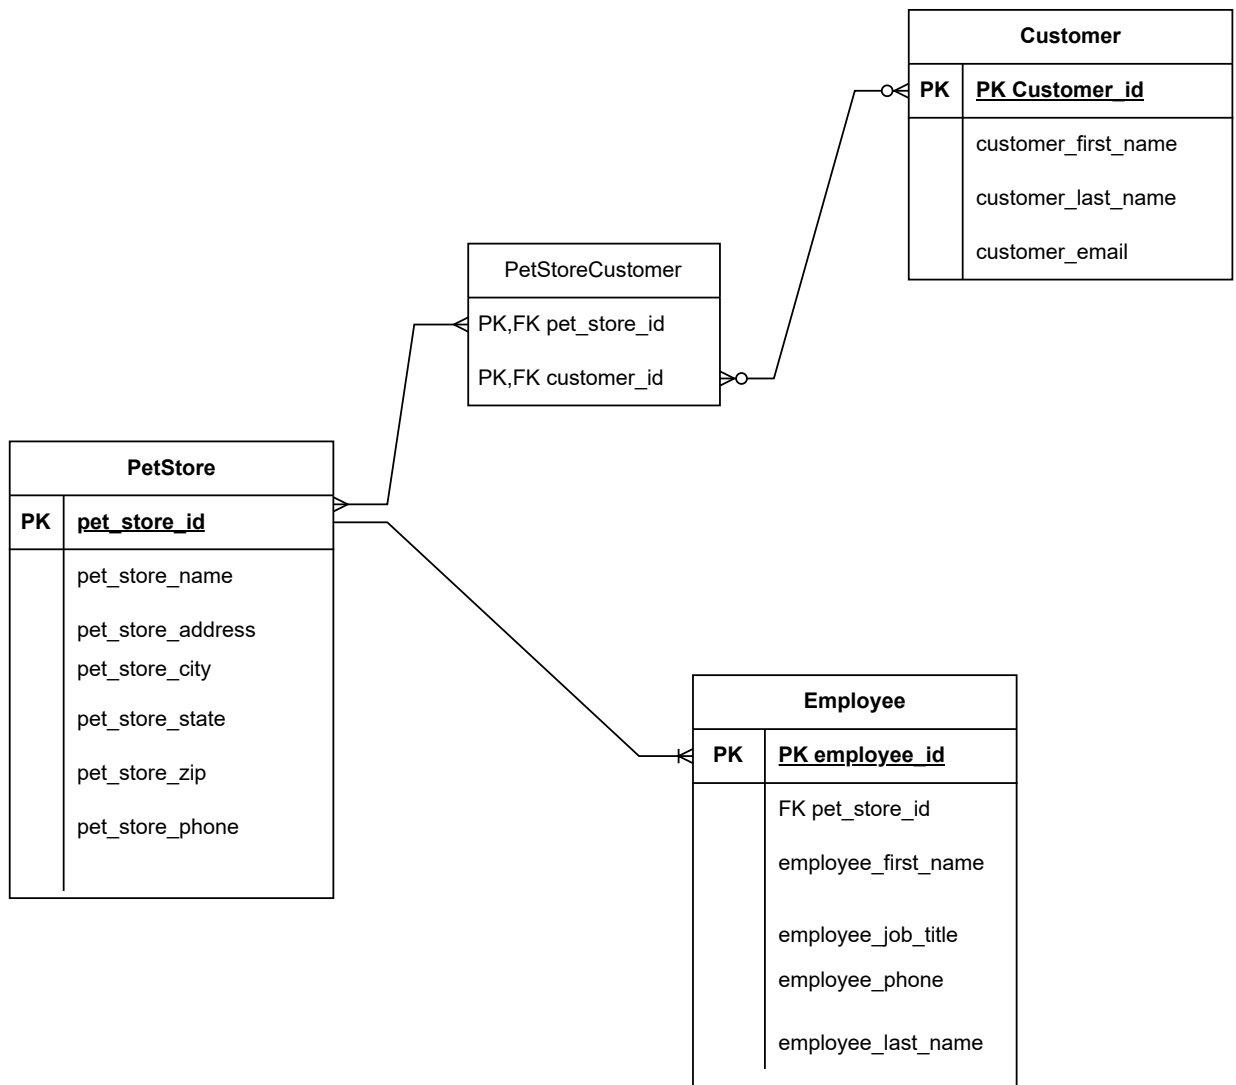 Customer
PK PK Customer_id
customer_first_name
customer_last_name
customer_email
PetStoreCustomer
PK,FK pet_store_id
PK,FK customer_id
PetStore
PK pet_store_id
pet_store_name
pet_store_address
pet_store_city
pet_store_state
pet_store_zip
pet_store_phone
Employee
PK PK employee_id
FK pet_store_id
employee_first_name
employee_job_title
employee_phone
employee_last_name